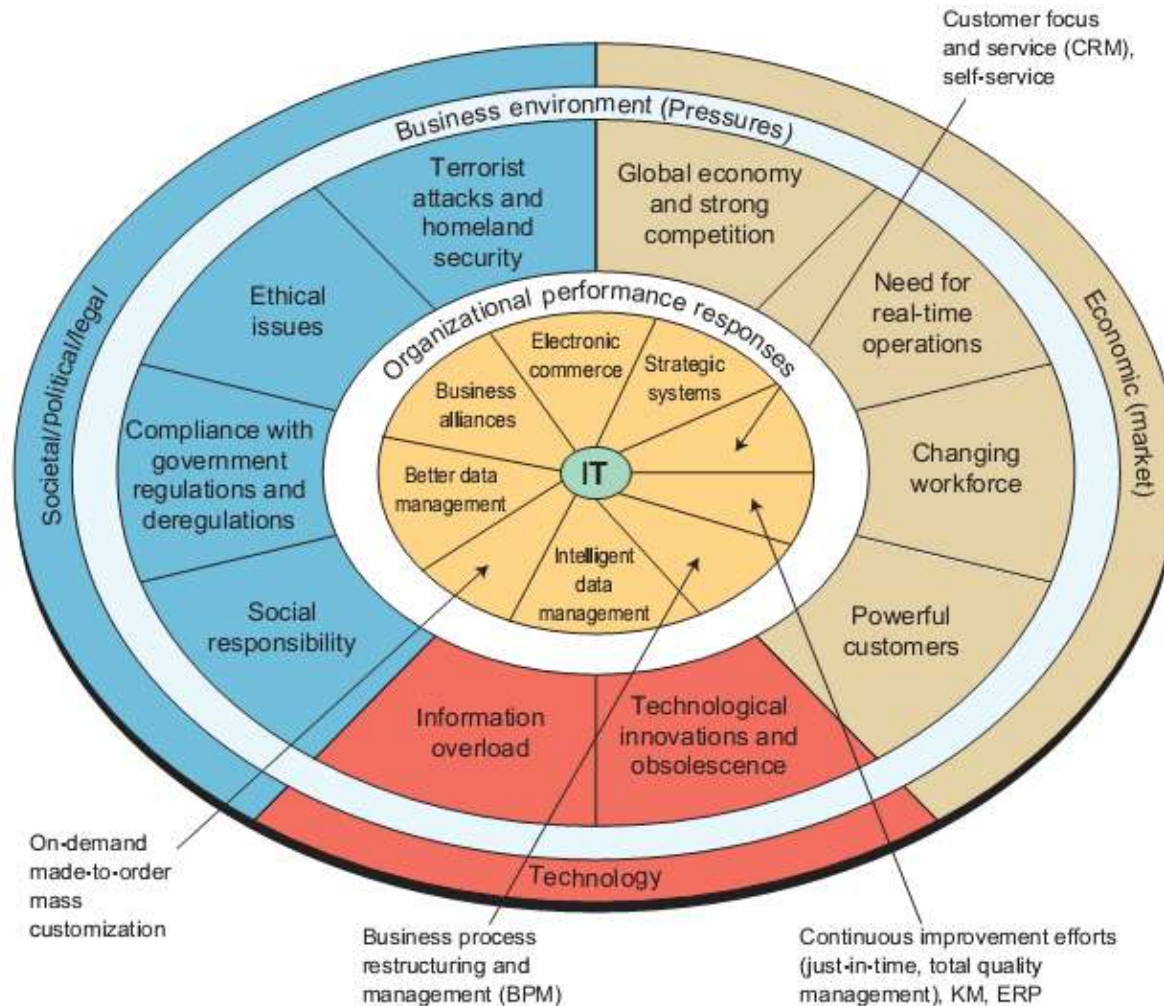 Customer focus
and service (CRM),
self-service
Business environment (Pressures)
Terrorist
attacks and
homeland
security
Global economy
and strong
competition
Ethical
issues
Need for
real-time
operations
Societal/political/legal
Economic (market)
Organizational performance responses
Electronic
commerce
Strategic
systems
Business
alliances
Compliance with
government
regulations and
deregulations
Better data
management
IT
Changing
workforce
Intelligent
data
management
Social
responsibility
Powerful
customers
Information
overload
Technological
innovations and
obsolescence
Technology
On-demand
made-to-order
mass
customization
Business process
restructuring and
management (BPM)
Continuous improvement efforts
(just-in-time, total quality
management), KM, ERP